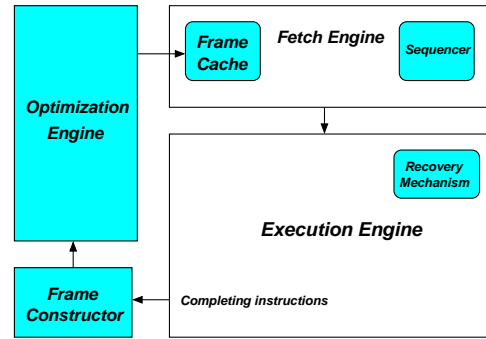 Optimization
Engine
Frame
Cache
Fetch Engine
Sequencer
Recovery
Mechanism
Execution Engine
Frame
Constructor
Completing instructions